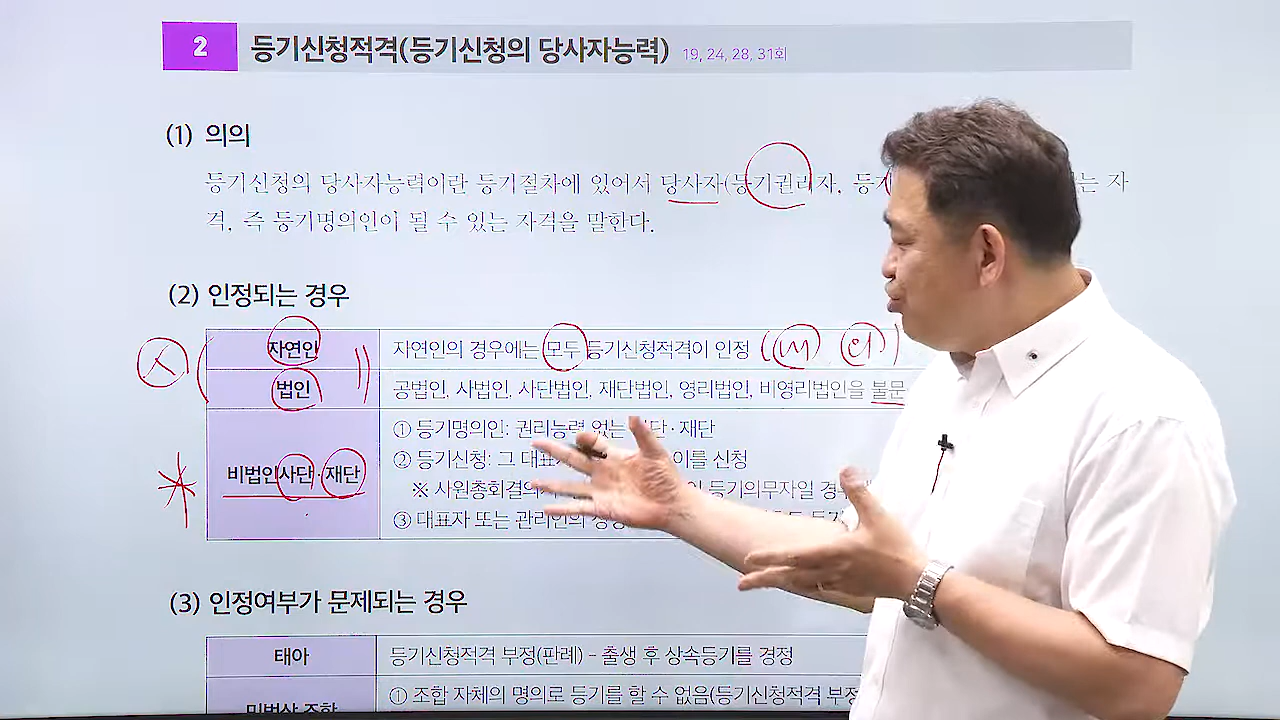 2 등기신청적격(등기신청의 당사자능력) 19, 24, 28, 31회
(1) 의의
등기신청의 당사자능력이란 등기절차에 있어서 당사자(등기권리자, 등기 는 자
격, 즉 등기명의인이 될 수 있는 자격을 말한다.
(2) 인정되는 경우
자연인 자연인의 경우에는 모두 등기신청적격이 인정
법인 공법인, 사법인, 사단법인, 재단법인, 영리법인, 비영리법인을 불문
비법인사단·재단
① 등기명의인: 권리능력 없는 사단·재단
② 등기신청: 그 대표자 이를 신청
※ 사원총회결의 등기의무자일 경우에
③ 대표자 또는 관리인의
(3) 인정여부가 문제되는 경우
태아 등기신청적격 부정(판례) - 출생 후 상속등기를 경정
민법상 조합 ① 조합 자체의 명의로 등기를 할 수 없음(등기신청적격 부정